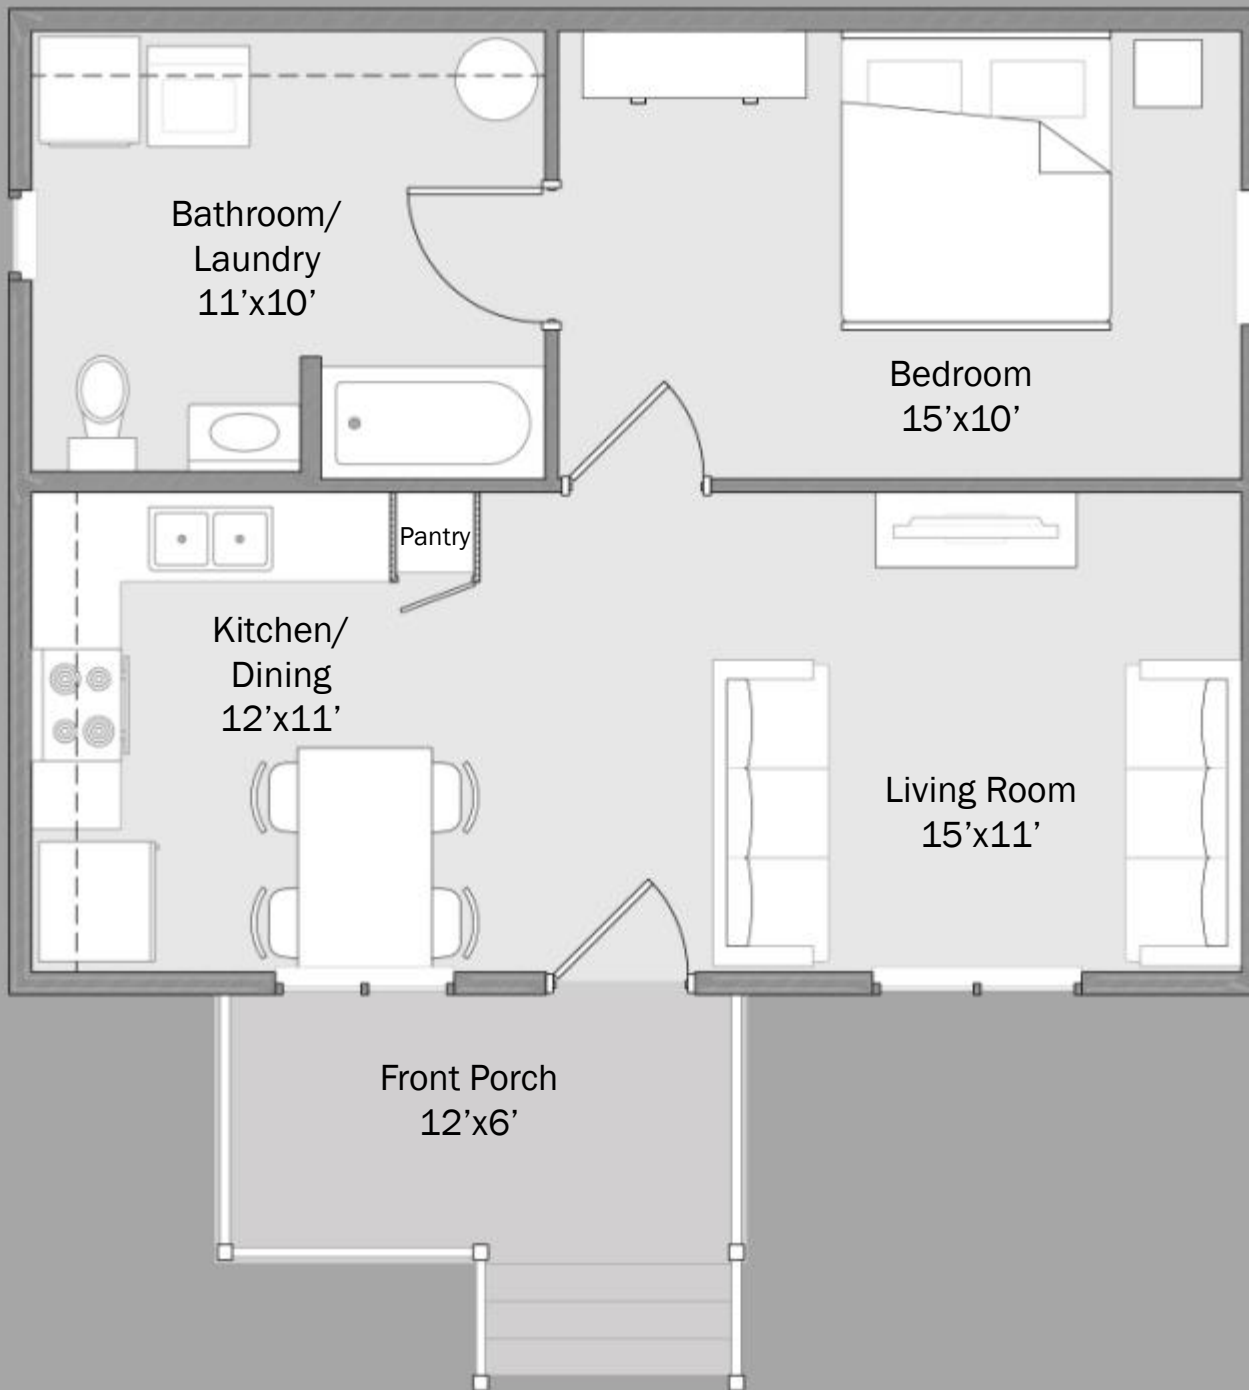 Bathroom/
Laundry
11’x10’
Bedroom
15’x10’
Pantry
Kitchen/
Dining
12’x11’
Living Room
15’x11’
Front Porch
12’x6’